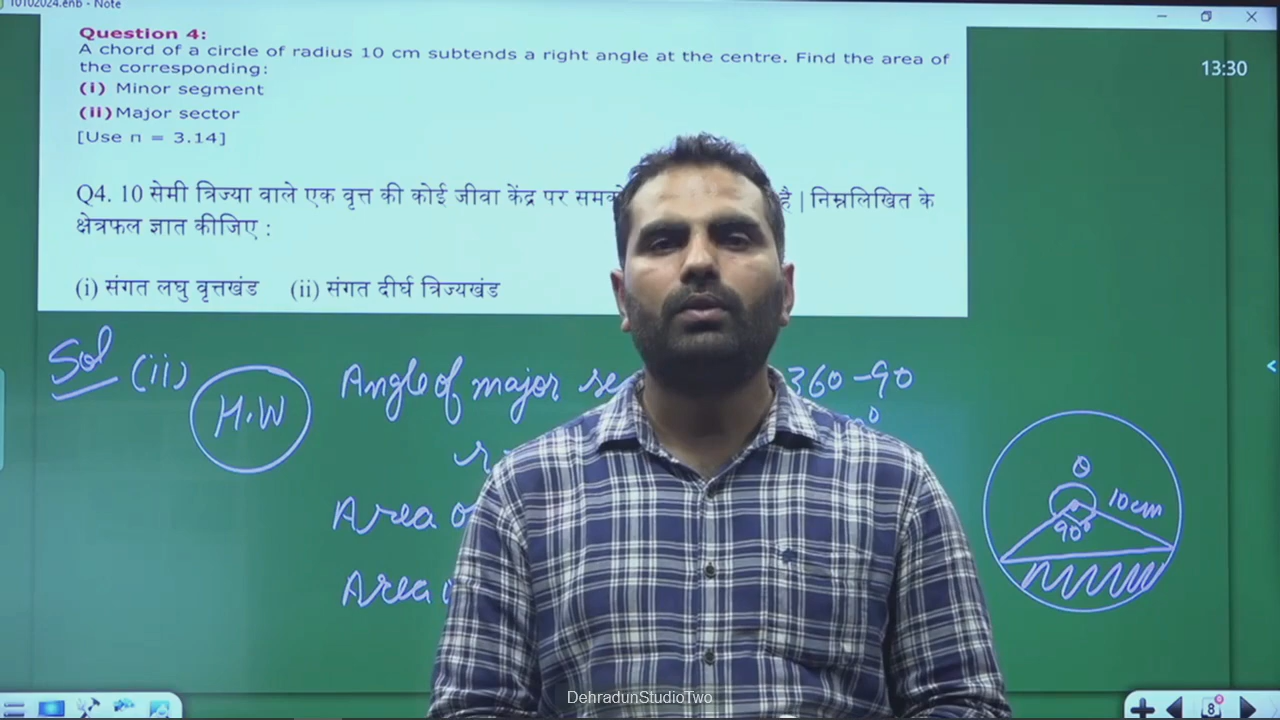 10102024.enb - Note
Question 4:
A chord of a circle of radius 10 cm subtends a right angle at the centre. Find the area of
the corresponding:
(i) Minor segment
(ii) Major sector
[Use п = 3.14]
Q4. 10 सेमी त्रिज्या वाले एक वृत्त की कोई जीवा केंद्र पर है | निम्नलिखित के
क्षेत्रफल ज्ञात कीजिए :
(i) संगत लघु वृत्तखंड (ii) संगत दीर्घ त्रिज्यखंड
13:30
Sol (ii) H.W Angle of major 360-90
Area
Area
θ
10cm
90°
8
DehradunStudioTwo